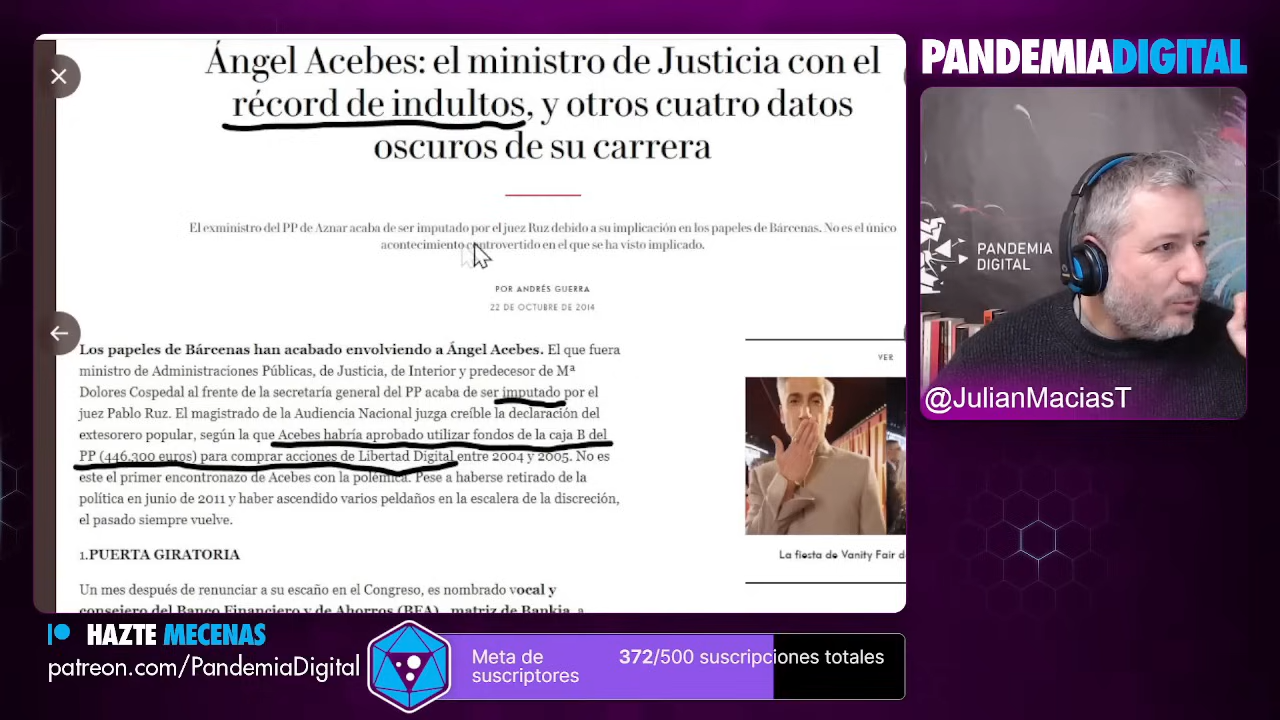 Ángel Acebes: el ministro de Justicia con el
récord de indultos, y otros cuatro datos
oscuros de su carrera
El exministro del PP de Aznar acaba de ser imputado por el juez Ruz debido a su implicación en los papeles de Bárcenas. No es el único
acontecimiento controvertido en el que se ha visto implicado.
POR ANDRÉS GUERRA
22 DE OCTUBRE DE 2014
Los papeles de Bárcenas han acabado envolviendo a Ángel Acebes. El que fuera
ministro de Administraciones Públicas, de Justicia, de Interior y predecesor de Mª
Dolores Cospedal al frente de la secretaría general del PP acaba de ser imputado por el
juez Pablo Ruz. El magistrado de la Audiencia Nacional juzga creíble la declaración del
extesorero popular, según la que Acebes habría aprobado utilizar fondos de la caja B del
PP (446.300 euros) para comprar acciones de Libertad Digital entre 2004 y 2005. No es
este el primer encontronazo de Acebes con la polémica. Pese a haberse retirado de la
política en junio de 2011 y haber ascendido varios peldaños en la escalera de la discreción,
el pasado siempre vuelve.
1.PUERTA GIRATORIA
Un mes después de renunciar a su escaño en el Congreso, es nombrado vocal y
consejero del Banco Financiero y de Ahorros (BFA), matriz de Bankia, a
VER
La fiesta de Vanity Fair d
PANDEMIADIGITAL
PANDEMIA
DIGITAL
@JulianMaciasT
HAZTE MECENAS
patreon.com/PandemiaDigital
Meta de
suscriptores
372/500 suscripciones totales